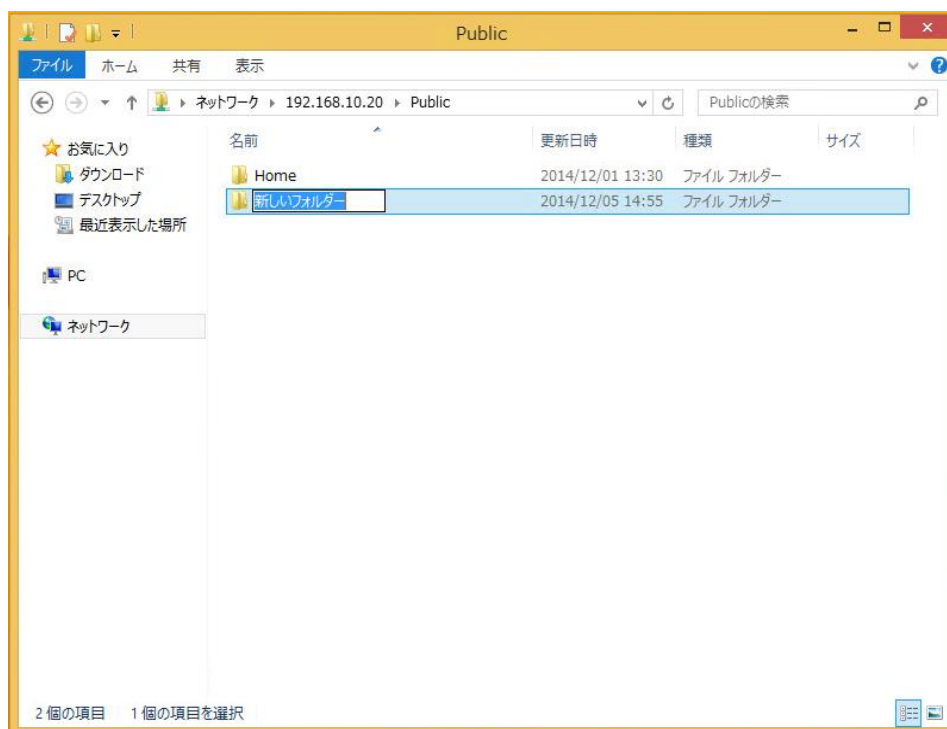 Public
ファイル ホーム 共有 表示
ネットワーク 192.168.10.20 Public Publicの検索
お気に入り
ダウンロード
デスクトップ
最近表示した場所
PC
ネットワーク
名前 更新日時 種類 サイズ
Home 2014/12/01 13:30 ファイル フォルダー
新しいフォルダー 2014/12/05 14:55 ファイル フォルダー
2 個の項目 1 個の項目を選択